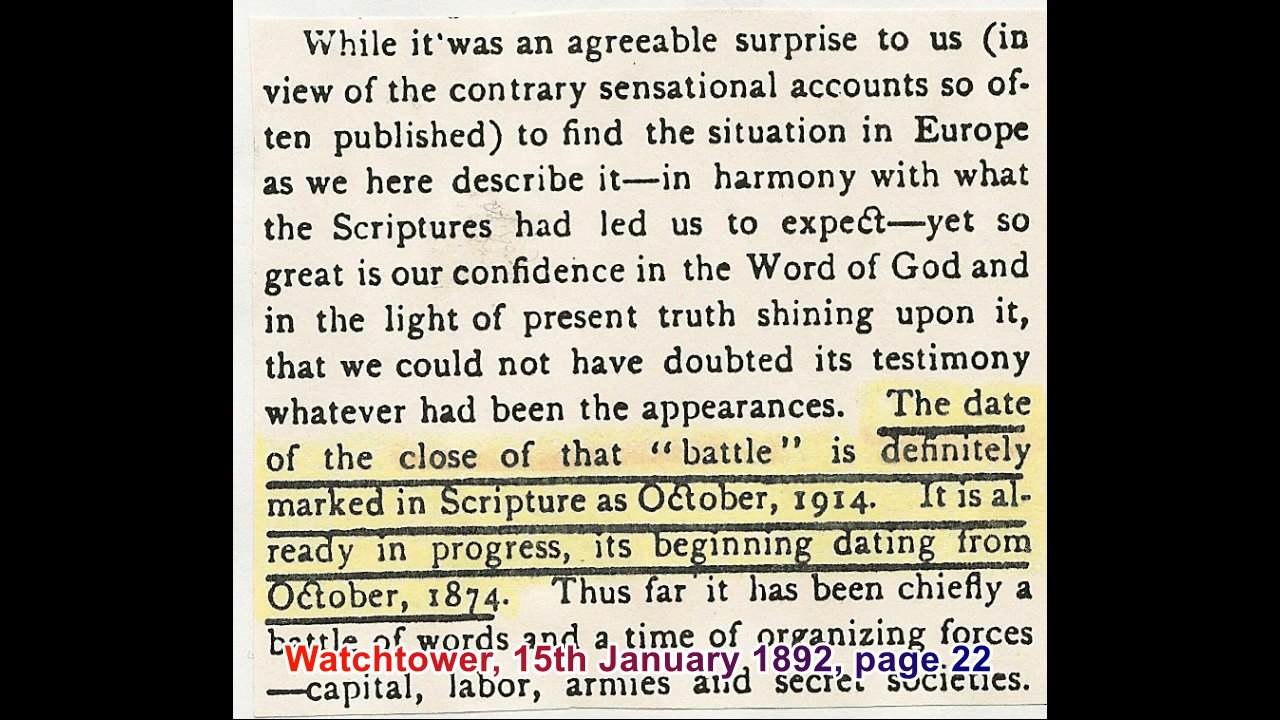 While it was an agreeable surprise to us (in
view of the contrary sensational accounts so of-
ten published) to find the situation in Europe
as we here describe it—in harmony with what
the Scriptures had led us to expect—yet so
great is our confidence in the Word of God and
in the light of present truth shining upon it,
that we could not have doubted its testimony
whatever had been the appearances. The date
of the close of that “battle” is definitely
marked in Scripture as October, 1914. It is al-
ready in progress, its beginning dating from
October, 1874. Thus far it has been chiefly a
battle of words and a time of organizing forces
Watchtower, 15th January 1892, page 22
—capital, labor, armies and secret societies.